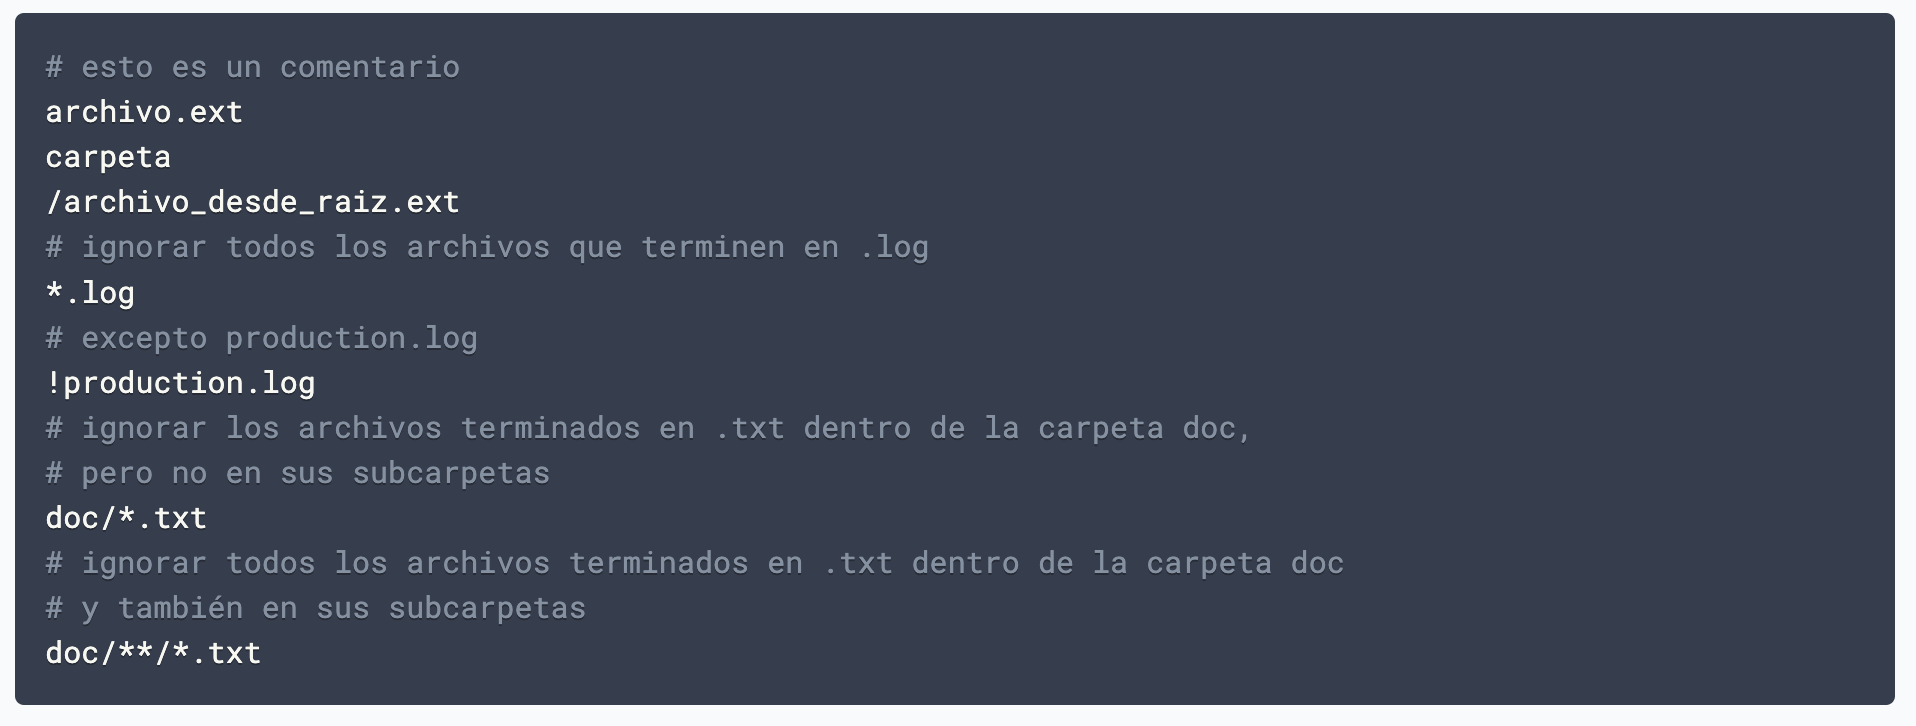 # esto es un comentario
archivo.ext
carpeta
/archivo_desde_raiz.ext
# ignorar todos los archivos que terminen en .log
*.log
# excepto production.log
!production.log
# ignorar los archivos terminados en .txt dentro de la carpeta doc,
# pero no en sus subcarpetas
doc/*.txt
# ignorar todos los archivos terminados en .txt dentro de la carpeta doc
# y también en sus subcarpetas
doc/**/*.txt